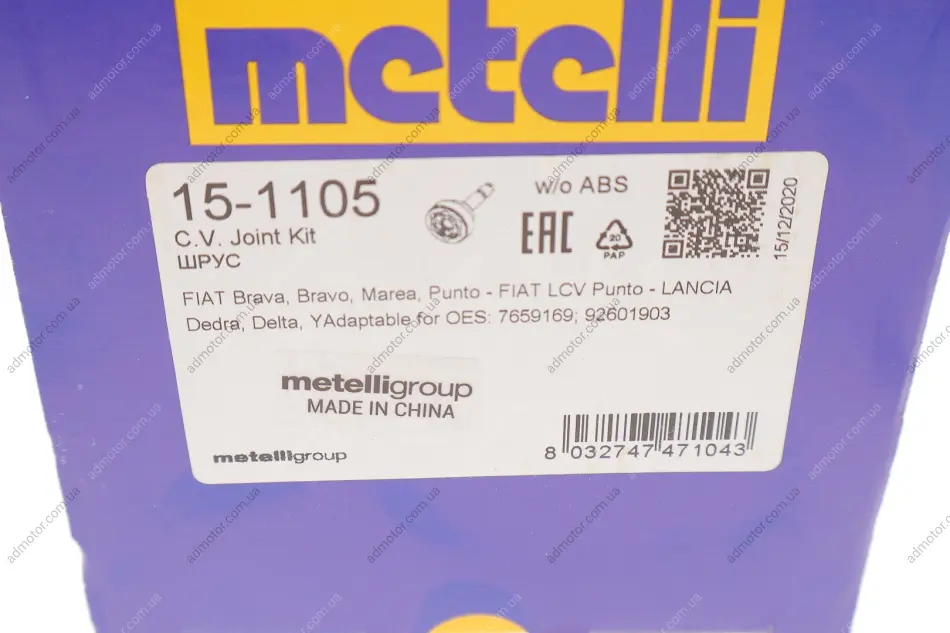 metelli
15-1105
C.V. Joint Kit
ШРУС
w/o ABS
EAC
20
PAP
15/12/2020
FIAT Brava, Bravo, Marea, Punto - FIAT LCV Punto - LANCIA
Dedra, Delta, YAdaptable for OES: 7659169; 92601903
metelligroup
MADE IN CHINA
metelligroup
8 032747 471043
admotor.com.ua